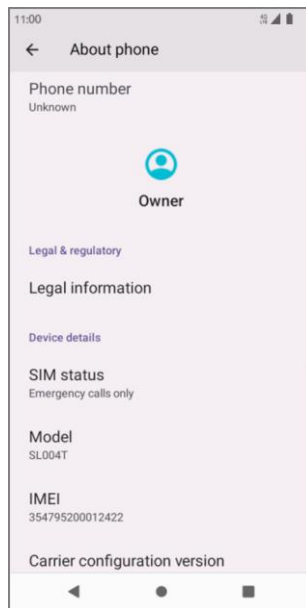 11:00
About phone
Phone number
Unknown
Owner
Legal & regulatory
Legal information
Device details
SIM status
Emergency calls only
Model
SL004T
IMEI
354795200012422
Carrier configuration version